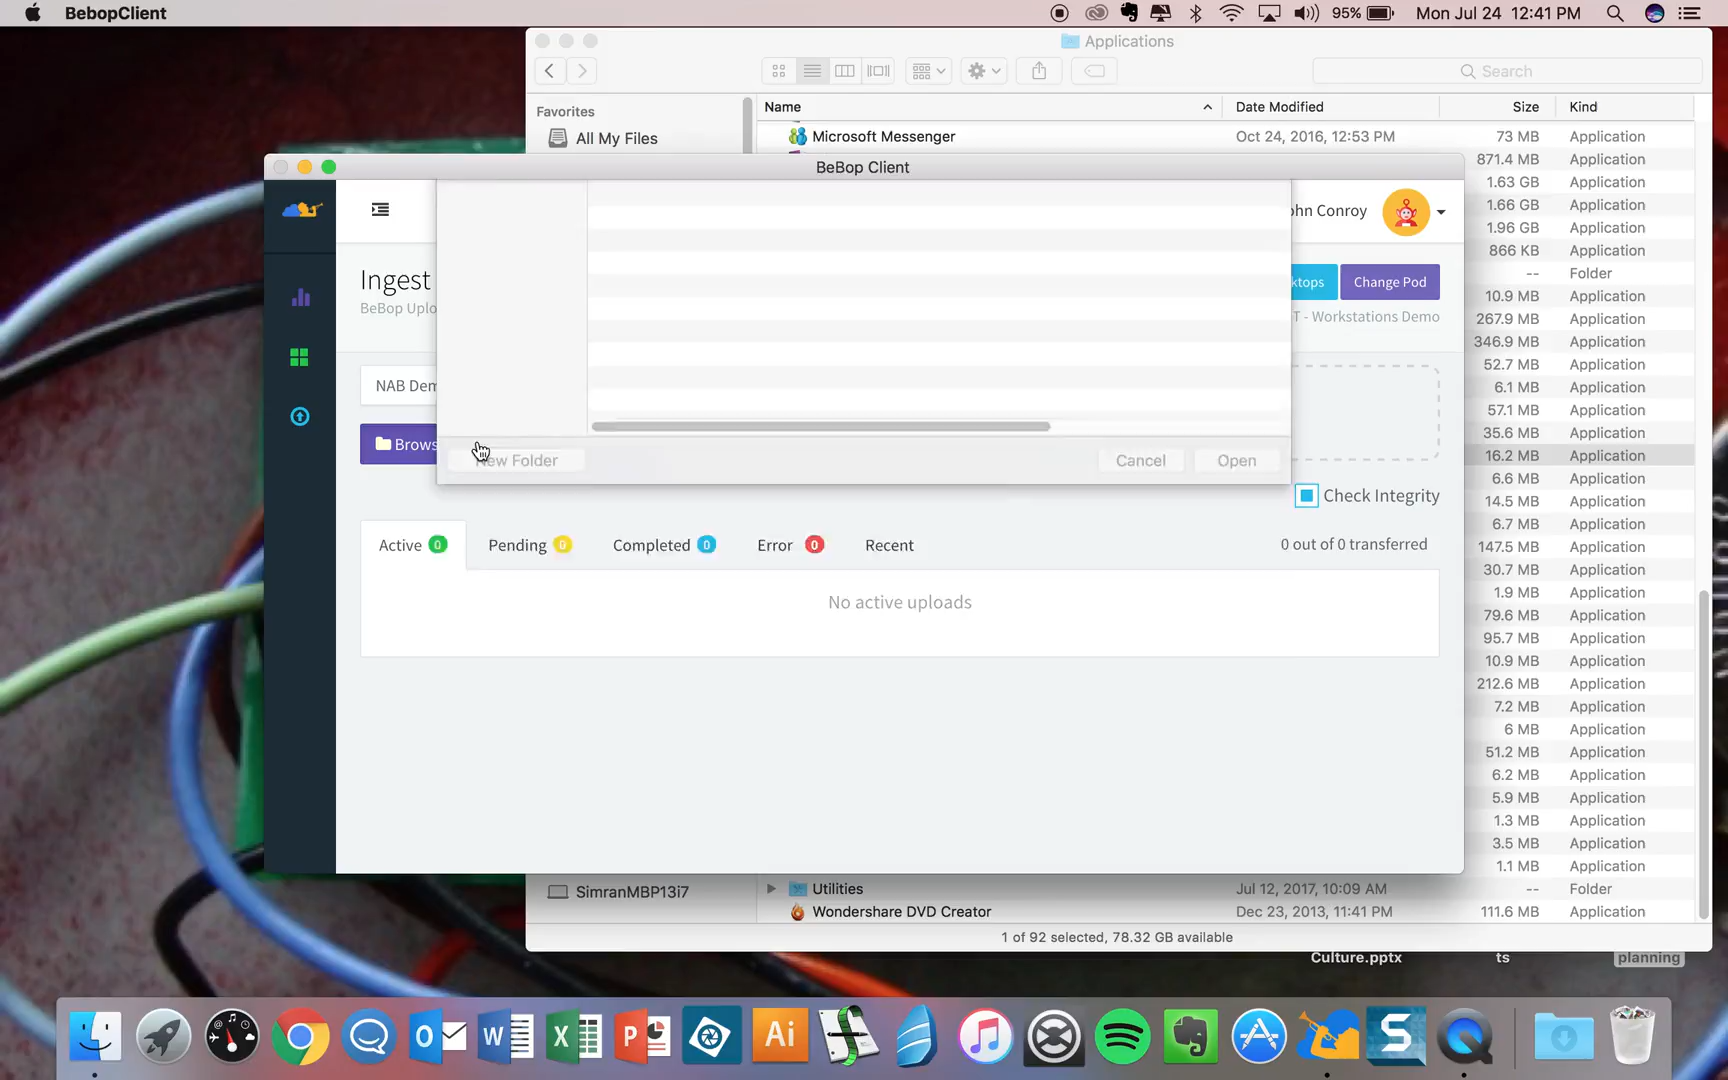 BebopClient
95%
Mon Jul 24 12:41 PM
Applications
Search
Favorites
All My Files
Name
Date Modified
Size
Kind
Microsoft Messenger
Oct 24, 2016, 12:53 PM
73 MB
Application
BeBop Client
871.4 MB
Application
1.63 GB
Application
1.66 GB
Application
1.96 GB
Application
866 KB
Application
--
Folder
10.9 MB
Application
267.9 MB
Application
346.9 MB
Application
52.7 MB
Application
6.1 MB
Application
57.1 MB
Application
35.6 MB
Application
16.2 MB
Application
6.6 MB
Application
14.5 MB
Application
6.7 MB
Application
147.5 MB
Application
30.7 MB
Application
1.9 MB
Application
79.6 MB
Application
95.7 MB
Application
10.9 MB
Application
212.6 MB
Application
7.2 MB
Application
6 MB
Application
51.2 MB
Application
6.2 MB
Application
5.9 MB
Application
1.3 MB
Application
3.5 MB
Application
1.1 MB
Application
ohn Conroy
Ingest
BeBop Uplo
ktops
Change Pod
T - Workstations Demo
NAB Dem
Brows
New Folder
Cancel
Open
Check Integrity
Active 0
Pending 0
Completed 0
Error 0
Recent
0 out of 0 transferred
No active uploads
SimranMBP13i7
Utilities
Jul 12, 2017, 10:09 AM
--
Folder
Wondershare DVD Creator
Dec 23, 2013, 11:41 PM
111.6 MB
Application
1 of 92 selected, 78.32 GB available
Culture.pptx
ts
planning
Ai